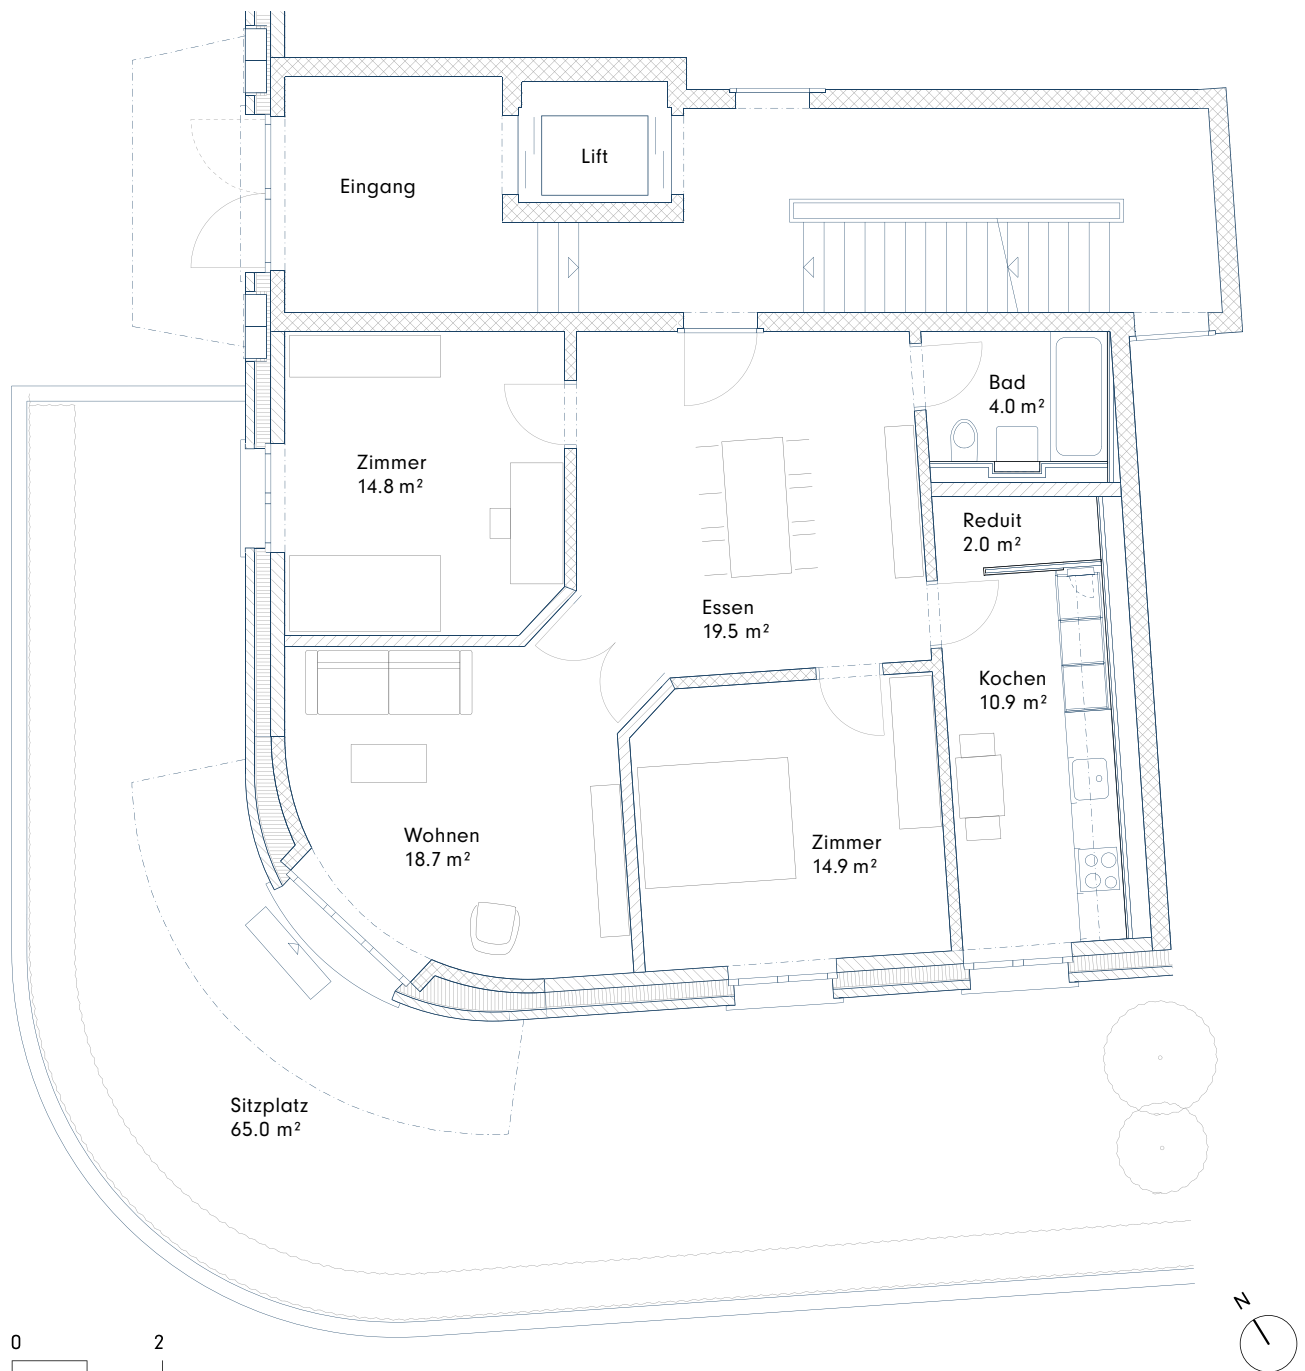 Lift
Eingang
Bad
4.0 m²
Zimmer
14.8 m²
Reduit
2.0 m²
Essen
19.5 m²
Kochen
10.9 m²
Wohnen
18.7 m²
Zimmer
14.9 m²
Sitzplatz
65.0 m²
N
0 2